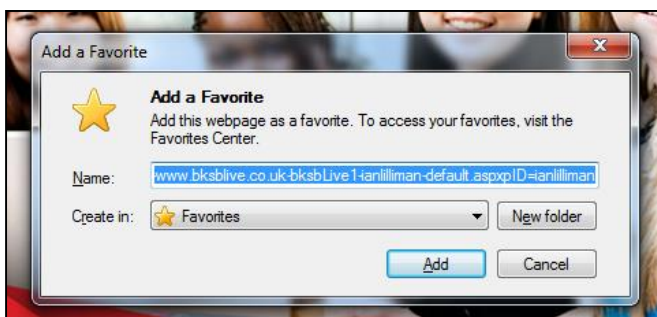 Add a Favorite
x
Add a Favorite
Add this webpage as a favorite. To access your favorites, visit the
Favorites Center.
Name: www.bksblive.co.uk-bksbLive1-ianlilliman-default.aspxpID=ianlilliman
Create in: Favorites New folder
Add Cancel